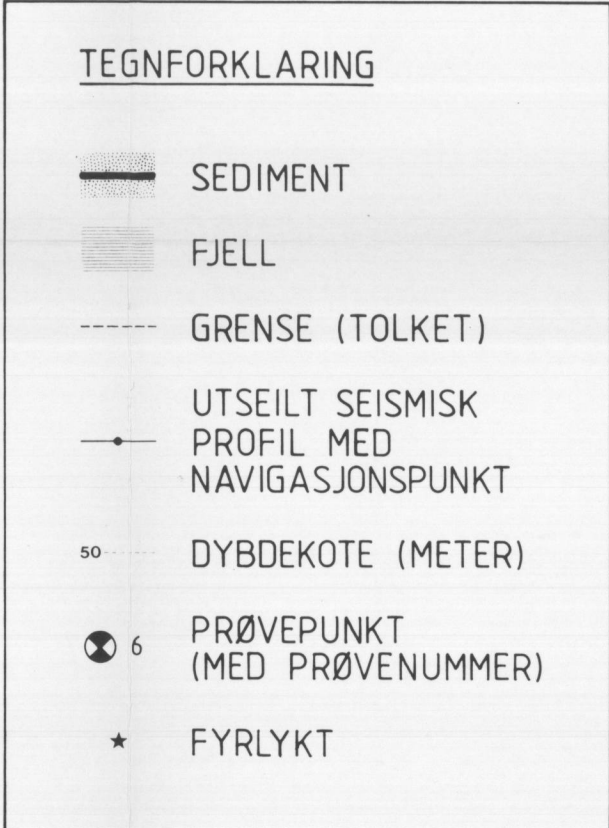 TEGNFORKLARING
SEDIMENT
FJELL
GRENSE (TOLKET)
UTSEILT SEISMISK
PROFIL MED
NAVIGASJONSPUNKT
50 DYBDEKOTE (METER)
6 PRØVEPUNKT
(MED PRØVENUMMER)
FYRLYKT